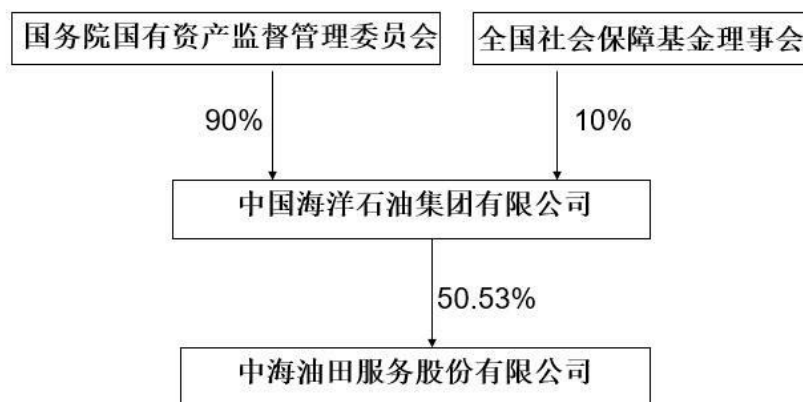 国务院国有资产监督管理委员会
全国社会保障基金理事会
90%
10%
中国海洋石油集团有限公司
50.53%
中海油田服务股份有限公司